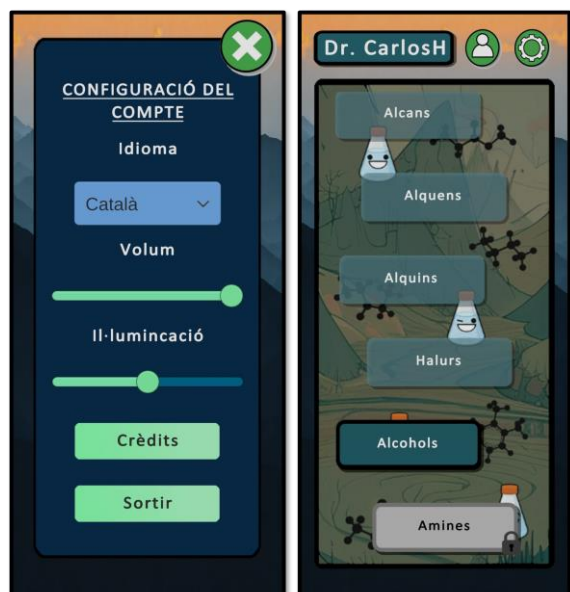 CONFIGURACIÓ DEL
COMPTE
Idioma
Català
Volum
Il·lumincació
Crèdits
Sortir
Dr. CarlosH
Alcans
Alquens
Alquins
Halurs
Alcohols
Amines